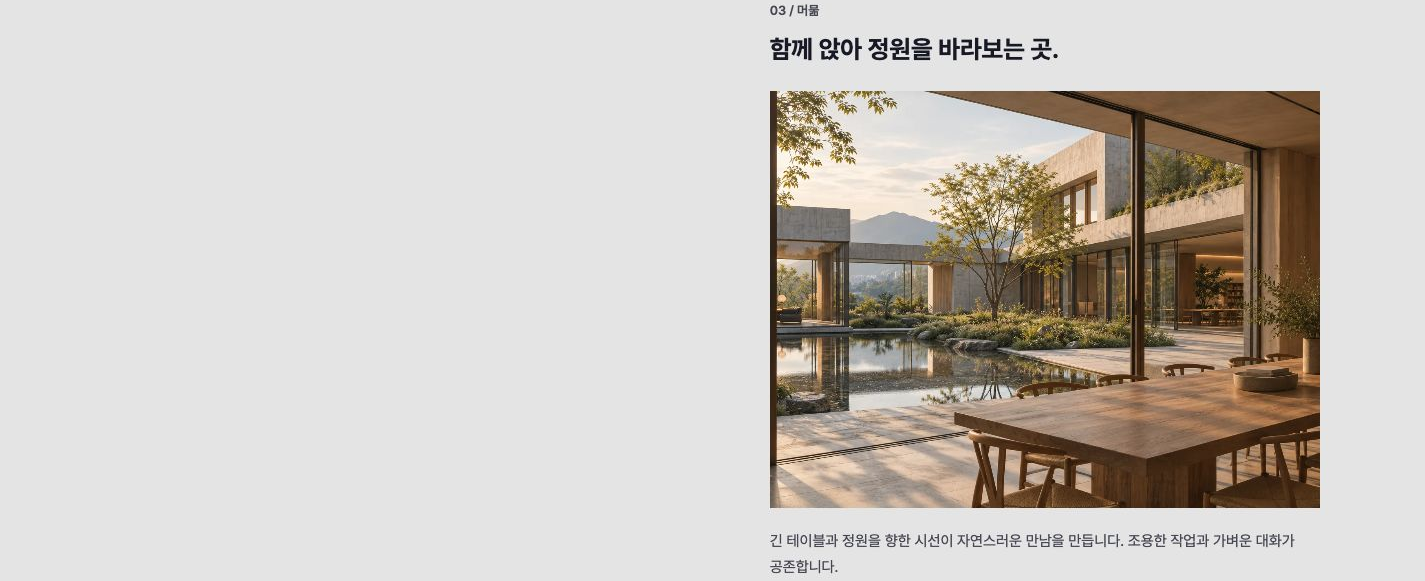 03 / 머묾
함께 앉아 정원을 바라보는 곳.
긴 테이블과 정원을 향한 시선이 자연스러운 만남을 만듭니다. 조용한 작업과 가벼운 대화가
공존합니다.